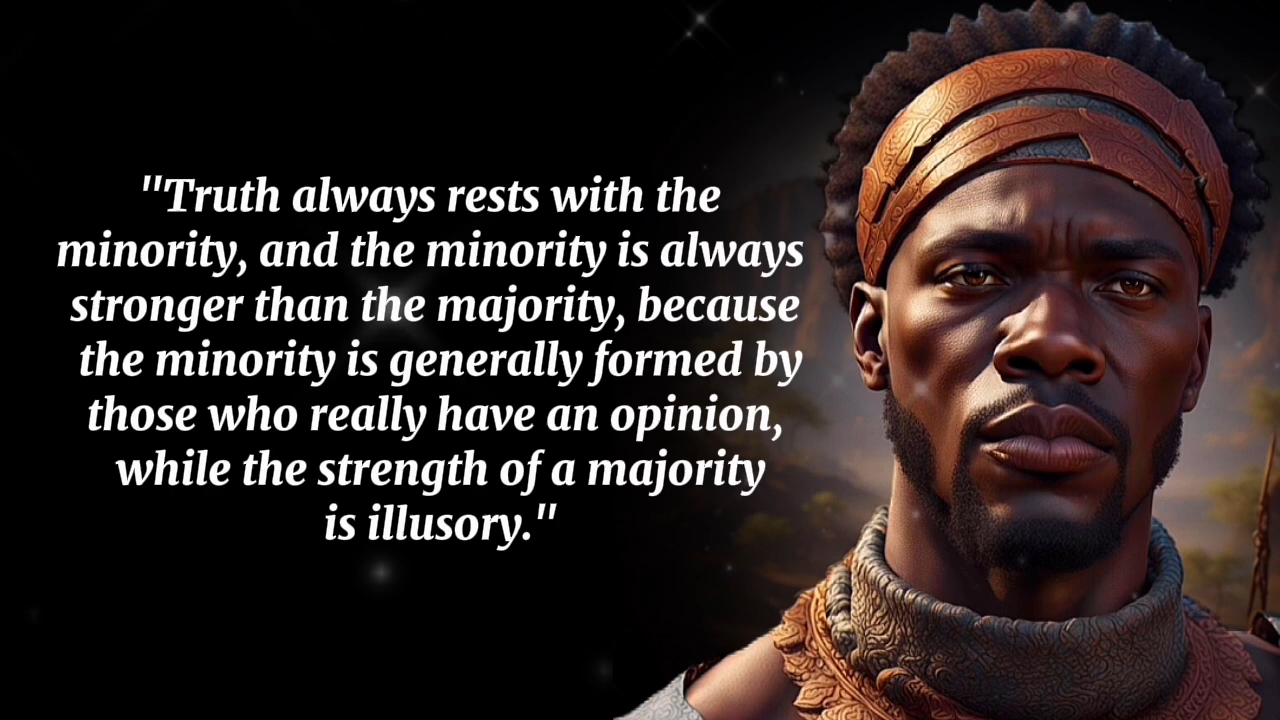 "Truth always rests with the
minority, and the minority is always
stronger than the majority, because
the minority is generally formed by
those who really have an opinion,
while the strength of a majority
is illusory."